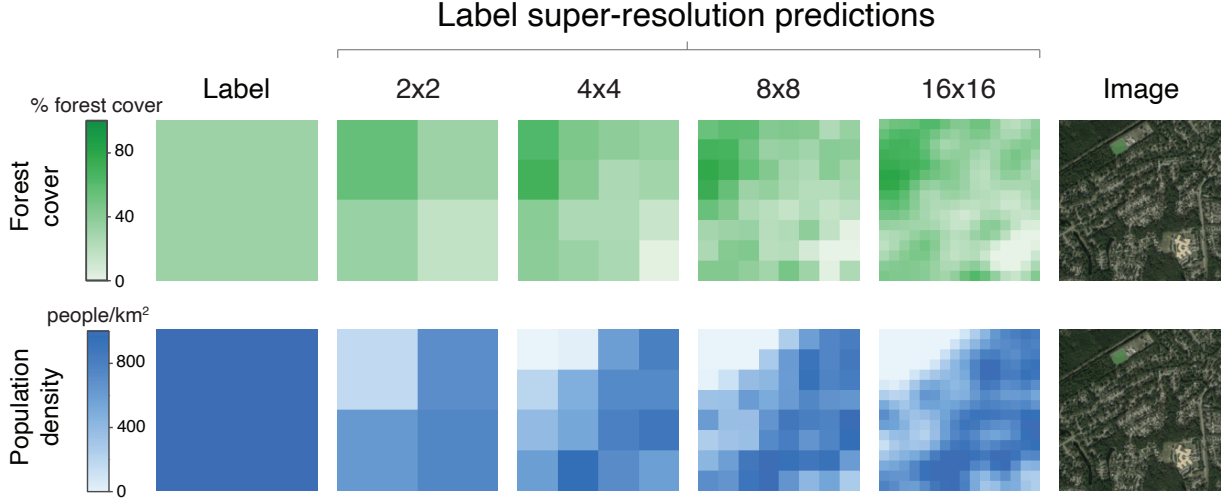 Label super-resolution predictions
Label
2x2
4x4
8x8
16x16
Image
% forest cover
80
40
0
Forest
cover
people/km²
800
400
0
Population
density